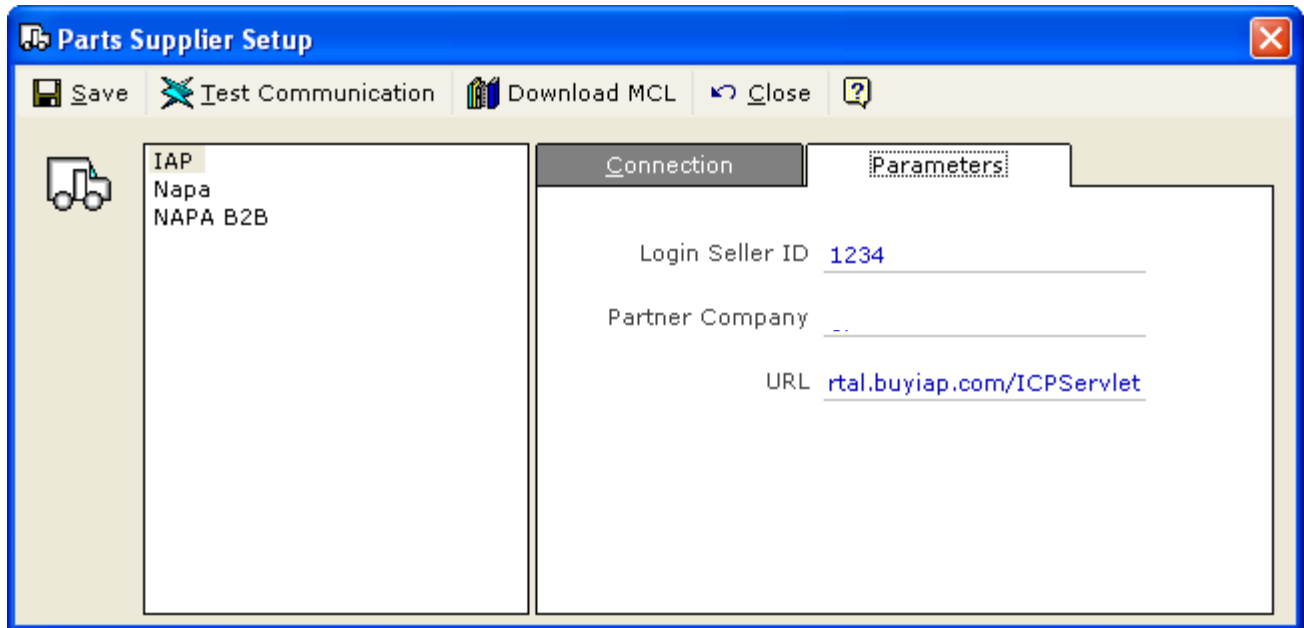 Parts Supplier Setup
Save Test Communication Download MCL Close
IAP
Napa
NAPA B2B
Connection Parameters
Login Seller ID 1234
Partner Company
URL rtal.buyiap.com/ICPServlet